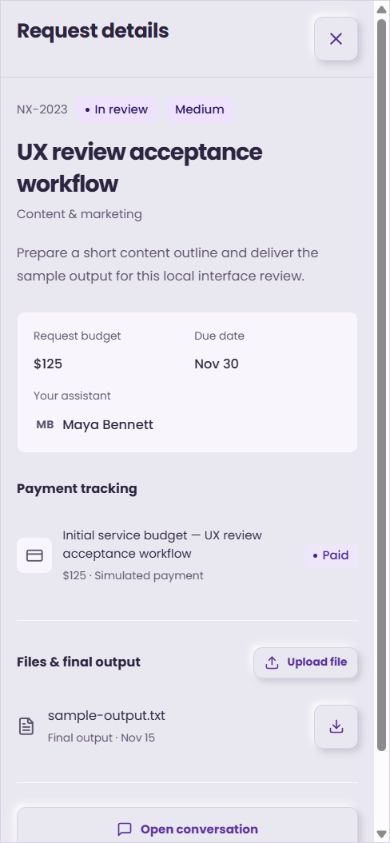 Request details
NX-2023 • In review Medium
UX review acceptance
workflow
Content & marketing
Prepare a short content outline and deliver the
sample output for this local interface review.
Request budget Due date
$125 Nov 30
Your assistant
MB Maya Bennett
Payment tracking
Initial service budget — UX review
acceptance workflow
$125 · Simulated payment
• Paid
Files & final output Upload file
sample-output.txt
Final output · Nov 15
Open conversation